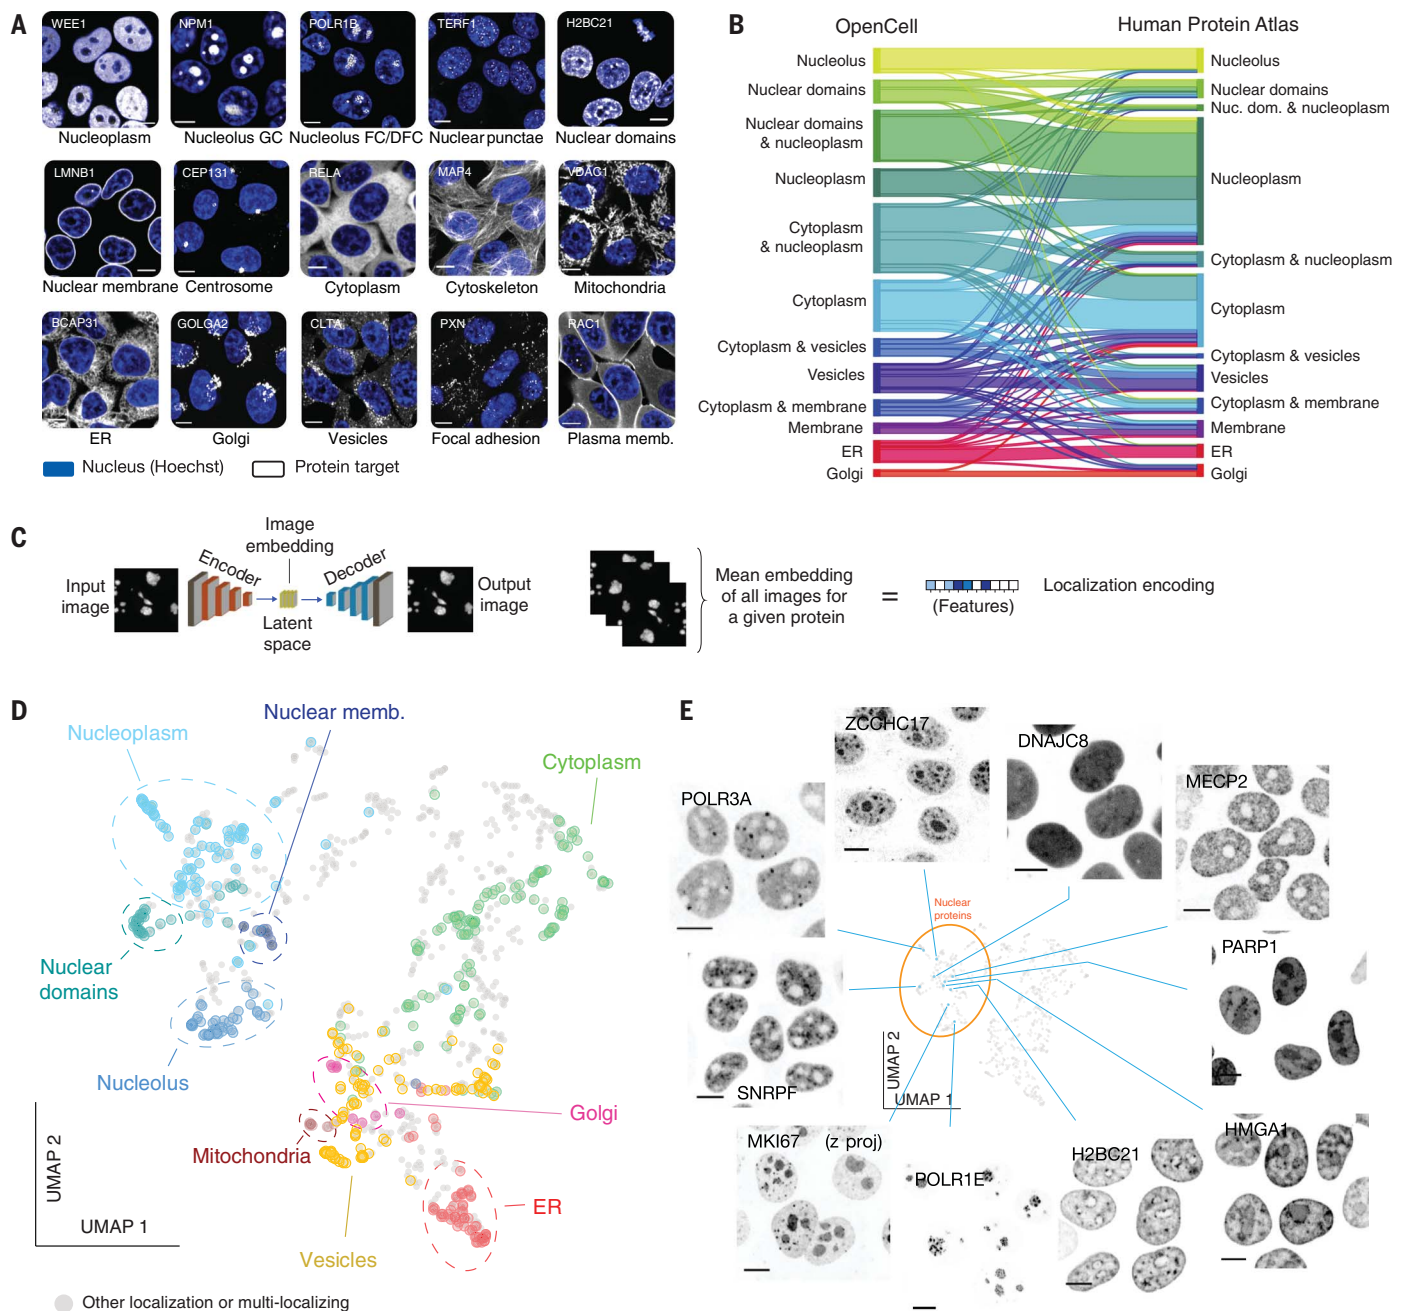 A
WEE1
NPM1
POLR1B
TERF1
H2BC21
Nucleoplasm
Nucleolus GC
Nucleolus FC/DFC
Nuclear punctae
Nuclear domains
LMNB1
CEP131
RELA
MAP4
VDAC1
Nuclear membrane
Centrosome
Cytoplasm
Cytoskeleton
Mitochondria
BCAP31
GOLGA2
CLTA
PXN
RAC1
ER
Golgi
Vesicles
Focal adhesion
Plasma memb.
Nucleus (Hoechst)
Protein target
B
OpenCell
Human Protein Atlas
Nucleolus
Nuclear domains
Nuclear domains
& nucleoplasm
Nucleoplasm
Cytoplasm
& nucleoplasm
Cytoplasm
Cytoplasm & vesicles
Vesicles
Cytoplasm & membrane
Membrane
ER
Golgi
Nucleolus
Nuclear domains
Nuc. dom. & nucleoplasm
Nucleoplasm
Cytoplasm & nucleoplasm
Cytoplasm
Cytoplasm & vesicles
Vesicles
Cytoplasm & membrane
Membrane
ER
Golgi
C
Input
image
Encoder
Image
embedding
Latent
space
Decoder
Output
image
Mean embedding
of all images for
a given protein
=
(Features)
Localization encoding
D
Nuclear memb.
Nucleoplasm
Cytoplasm
Nuclear
domains
Nucleolus
Golgi
Mitochondria
ER
Vesicles
UMAP 2
UMAP 1
Other localization or multi-localizing
E
ZCCHC17
DNAJC8
MECP2
POLR3A
Nuclear
proteins
PARP1
SNRPF
UMAP 2
UMAP 1
MKI67 (z proj)
POLR1E
H2BC21
HMGA1